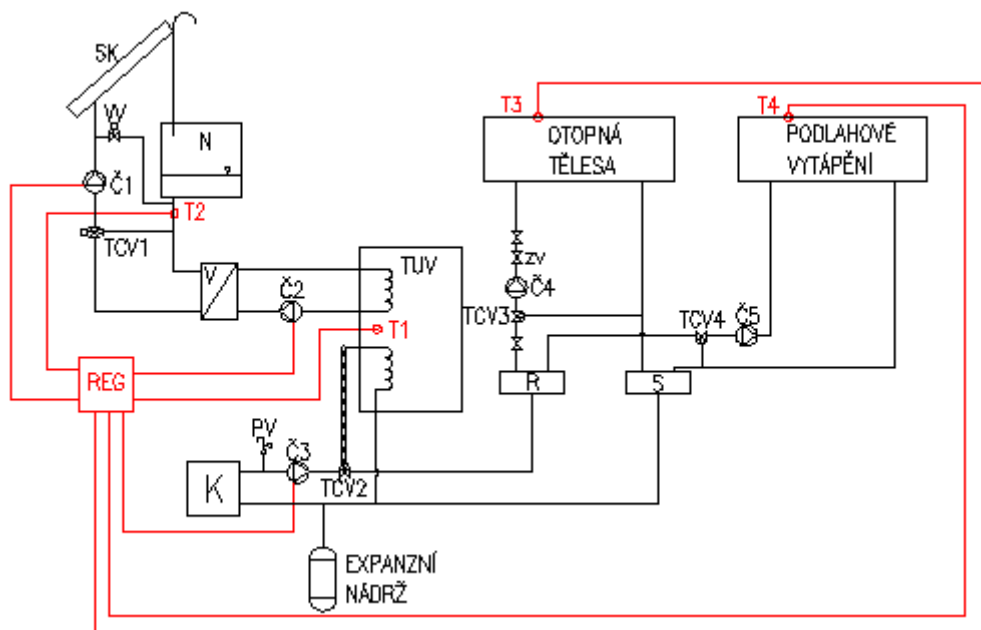 SK
VV
N
Č1
T2
TCV1
V
Č2
TUV
T1
T3
OTOPNÁ
TĚLESA
T4
PODLAHOVÉ
VYTÁPĚNÍ
ZV
Č4
TCV3
TCV4
Č5
R
S
REG
PV
Č3
K
TCV2
EXPANZNÍ
NÁDRŽ